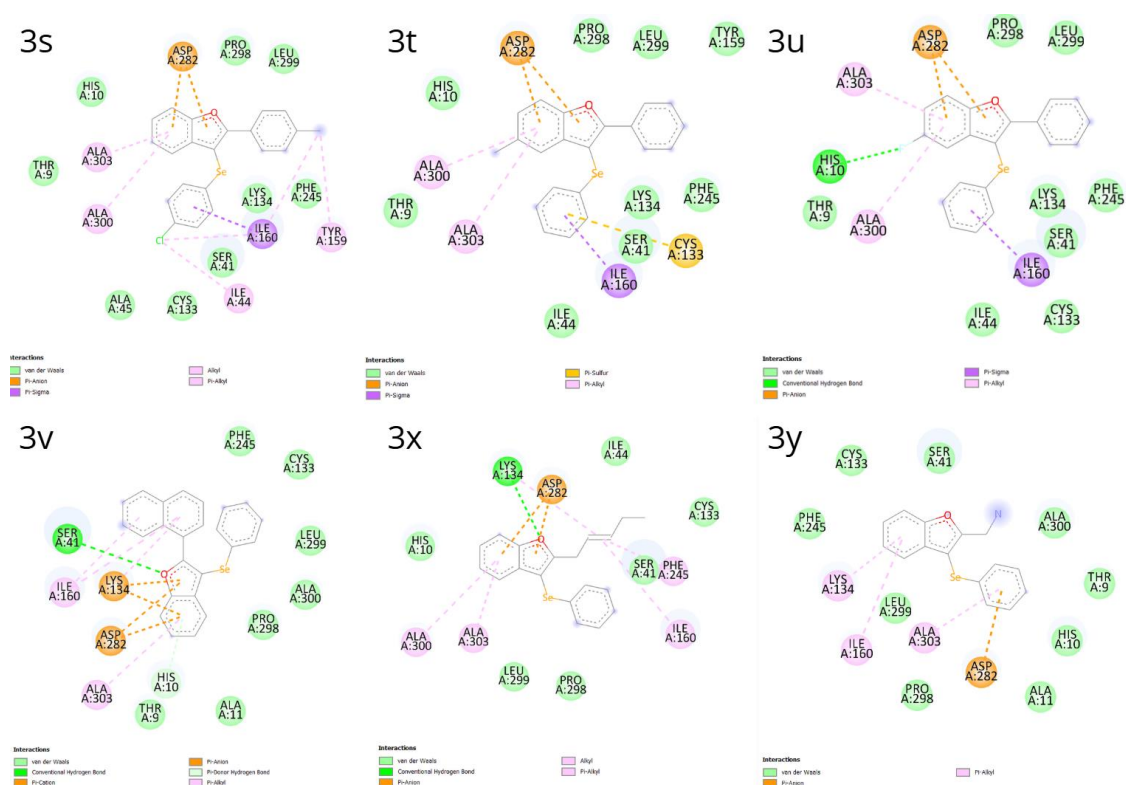 3s
ASP
A:282
PRO
A:298
LEU
A:299
HIS
A:10
O
ALA
A:303
THR
A:9
Se
LYS
A:134
PHE
A:245
ALA
A:300
ILE
A:160
TYR
A:159
Cl
SER
A:41
ALA
A:45
CYS
A:133
ILE
A:44
Interactions
van der Waals
Pi-Anion
Pi-Sigma
Alkyl
Pi-Alkyl
3t
ASP
A:282
PRO
A:298
LEU
A:299
TYR
A:159
HIS
A:10
O
ALA
A:300
Se
THR
A:9
LYS
A:134
PHE
A:245
ALA
A:303
SER
A:41
CYS
A:133
ILE
A:160
ILE
A:44
Interactions
van der Waals
Pi-Anion
Pi-Sigma
Pi-Sulfur
Pi-Alkyl
3u
ASP
A:282
PRO
A:298
LEU
A:299
ALA
A:303
O
HIS
A:10
Se
THR
A:9
LYS
A:134
PHE
A:245
ALA
A:300
SER
A:41
ILE
A:160
ILE
A:44
CYS
A:133
Interactions
van der Waals
Conventional Hydrogen Bond
Pi-Anion
Pi-Sigma
Pi-Alkyl
3v
PHE
A:245
CYS
A:133
SER
A:41
LEU
A:299
O
Se
ILE
A:160
LYS
A:134
ALA
A:300
PRO
A:298
ASP
A:282
ALA
A:303
HIS
A:10
THR
A:9
ALA
A:11
Interactions
van der Waals
Conventional Hydrogen Bond
Pi-Cation
Pi-Anion
Pi-Donor Hydrogen Bond
Pi-Alkyl
3x
ILE
A:44
LYS
A:134
ASP
A:282
CYS
A:133
HIS
A:10
O
SER
A:41
PHE
A:245
Se
ALA
A:300
ALA
A:303
ILE
A:160
LEU
A:299
PRO
A:298
Interactions
van der Waals
Conventional Hydrogen Bond
Pi-Anion
Alkyl
Pi-Alkyl
3y
CYS
A:133
SER
A:41
PHE
A:245
O
N
ALA
A:300
LYS
A:134
Se
THR
A:9
LEU
A:299
ILE
A:160
ALA
A:303
HIS
A:10
ASP
A:282
PRO
A:298
ALA
A:11
Interactions
van der Waals
Pi-Anion
Pi-Alkyl